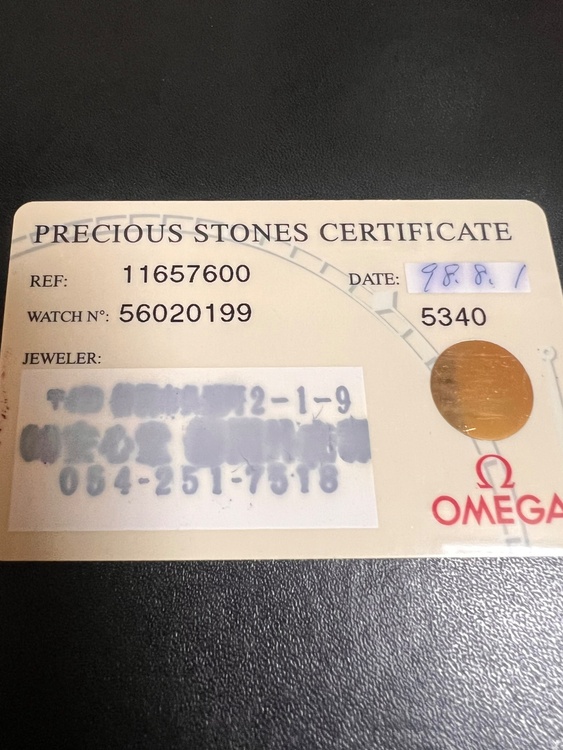 PRECIOUS STONES CERTIFICATE
REF: 11657600
DATE: 98.8.1
WATCH N°: 56020199
5340
JEWELER:
2-1-9
054-251-7518
Ω
OMEGA